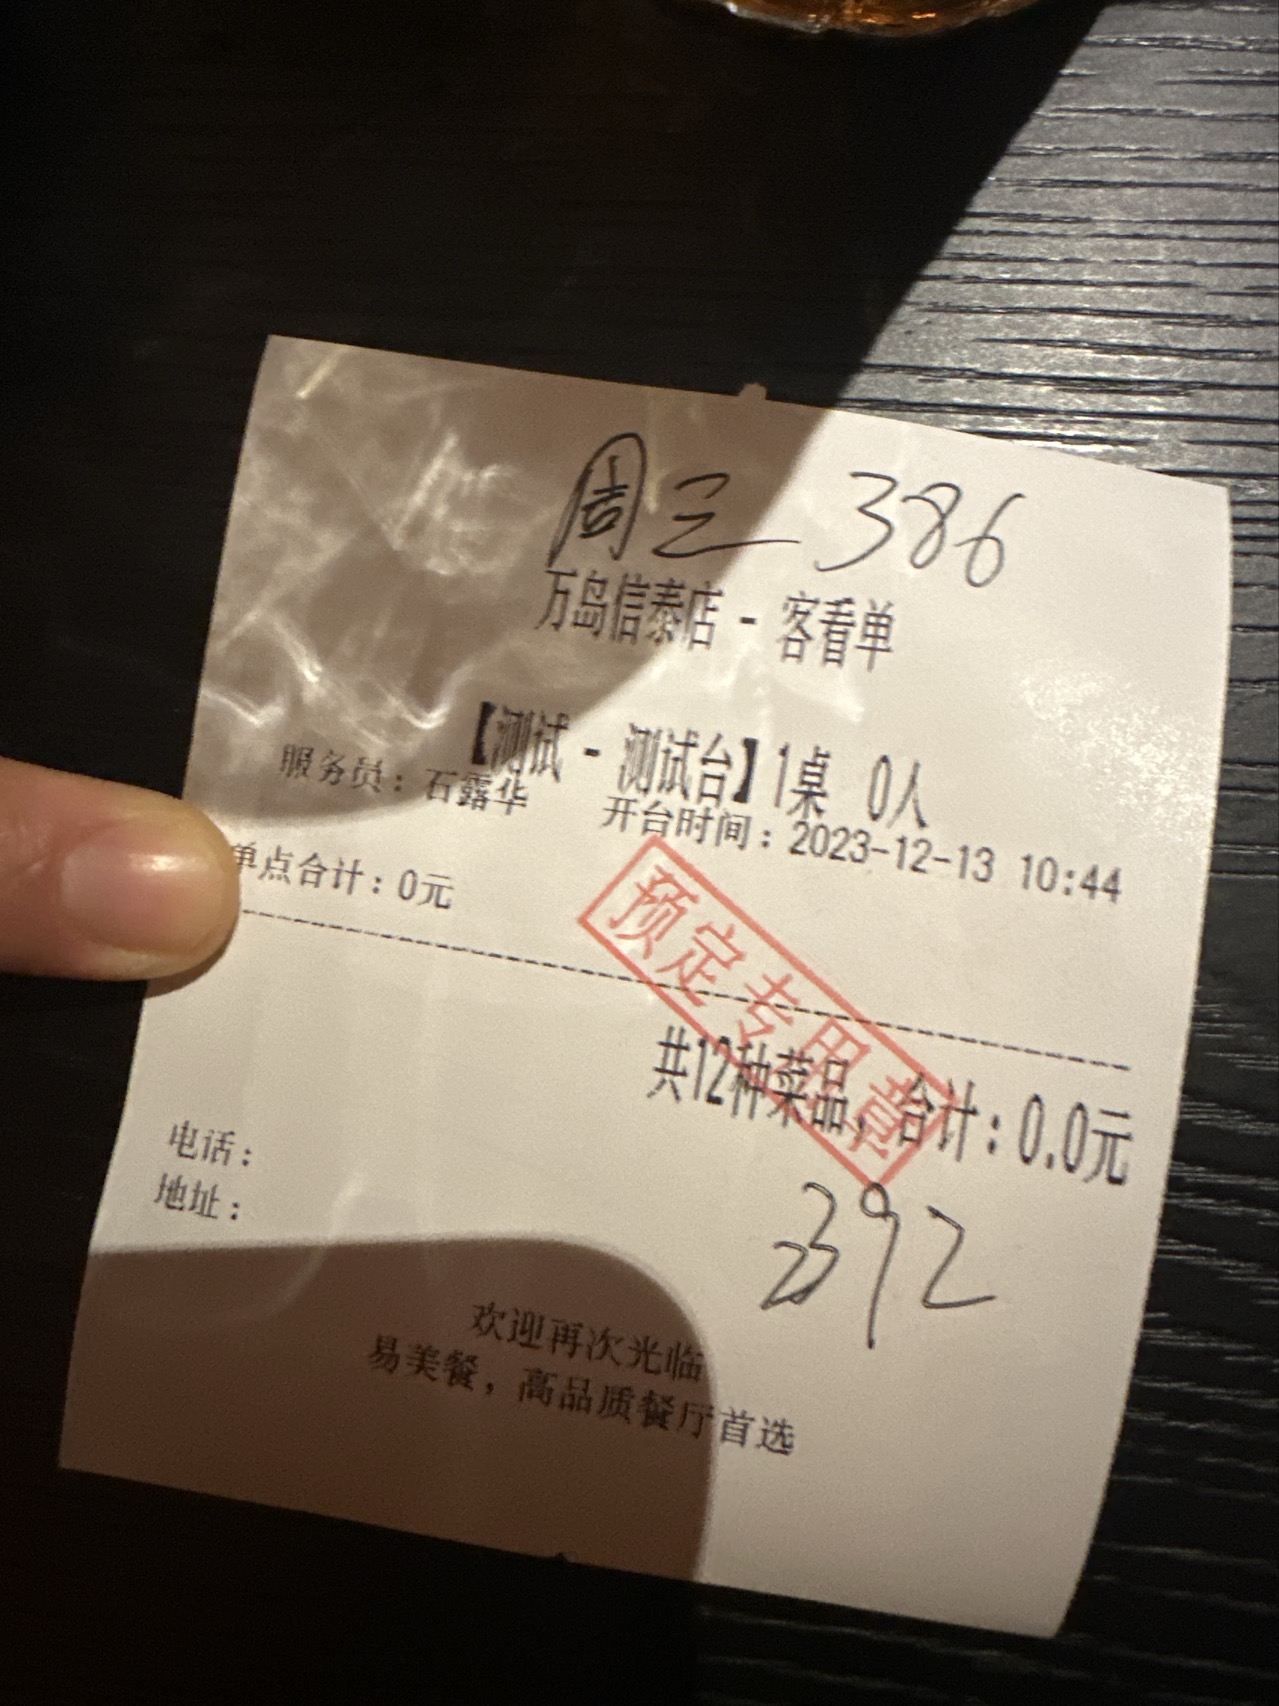 周三 386
万岛信泰店 - 客看单
【测试 - 测试台】1桌 0人
服务员：石露华 开台时间：2023-12-13 10:44
单点合计：0元
预定专用章
共12种菜品，合计：0.0元
392
电话：
地址：
欢迎再次光临
易美餐，高品质餐厅首选